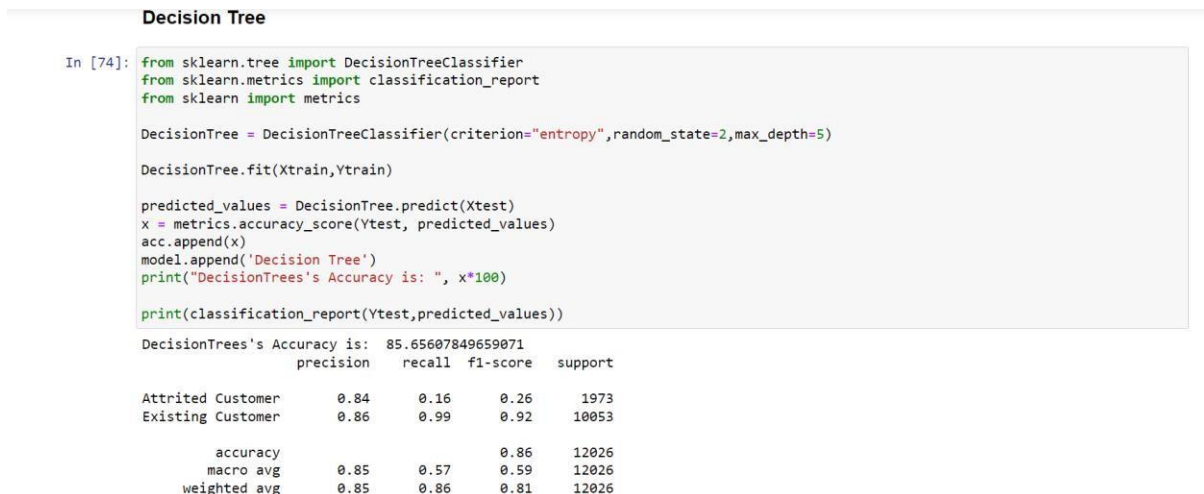 Decision Tree
In [74]: from sklearn.tree import DecisionTreeClassifier
from sklearn.metrics import classification_report
from sklearn import metrics
DecisionTree = DecisionTreeClassifier(criterion="entropy",random_state=2,max_depth=5)
DecisionTree.fit(Xtrain,Ytrain)
predicted_values = DecisionTree.predict(Xtest)
x = metrics.accuracy_score(Ytest, predicted_values)
acc.append(x)
model.append('Decision Tree')
print("DecisionTrees's Accuracy is: ", x*100)
print(classification_report(Ytest,predicted_values))
DecisionTrees's Accuracy is:  85.65607849659071
precision recall f1-score support
Attrited Customer 0.84 0.16 0.26 1973
Existing Customer 0.86 0.99 0.92 10053
accuracy 0.86 12026
macro avg 0.85 0.57 0.59 12026
weighted avg 0.85 0.86 0.81 12026